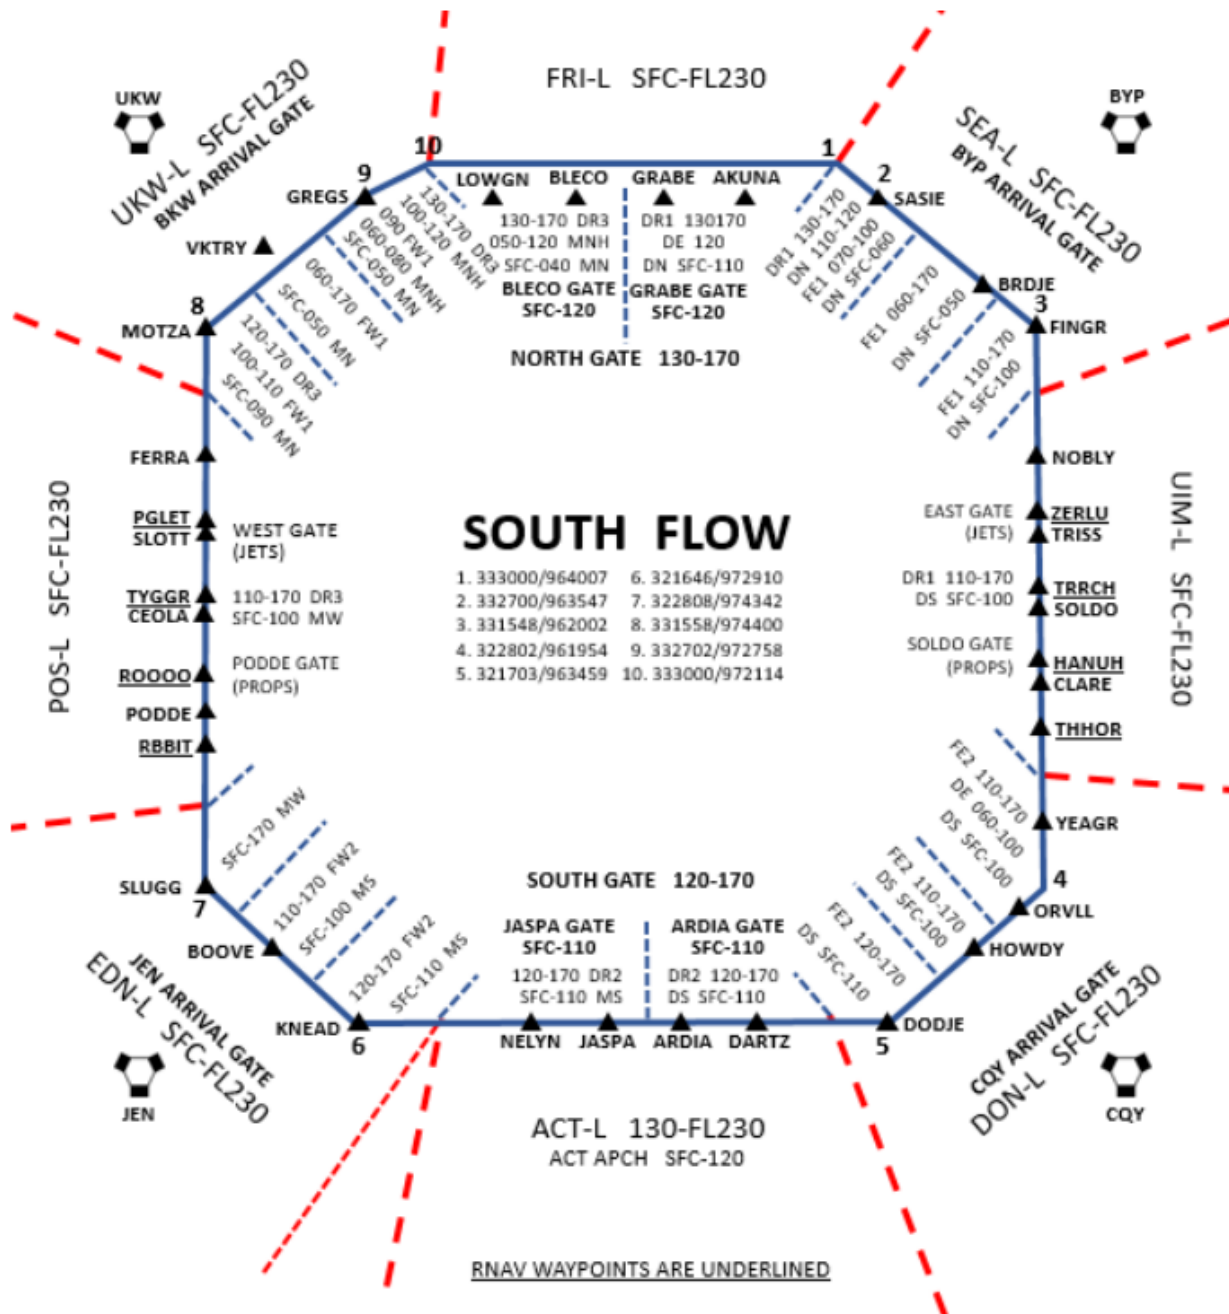 FRI-L SFC-FL230
UKW
UKW-L SFC-FL230
BKW ARRIVAL GATE
BYP
SEA-L SFC-FL230
BYP ARRIVAL GATE
10
1
9
2
GREGS
LOWGN
BLECO
GRABE
AKUNA
SASIE
VKTRY
130-170 DR3
100-120 MNH
090 FW1
060-080 MNH
SFC-050 MN
130-170 DR3
050-120 MNH
SFC-040 MN
BLECO GATE
SFC-120
DR1 130170
DE 120
DN SFC-110
GRABE GATE
SFC-120
NORTH GATE 130-170
DR1 130-170
DN 110-120
FE1 070-100
DN SFC-060
BRDJE
FE1 060-170
DN SFC-050
3
FINGR
FE1 110-170
DN SFC-100
060-170 FW1
SFC-050 MN
8
MOTZA
120-170 DR3
100-110 FW1
SFC-090 MN
FERRA
NOBLY
PGLET
SLOTT
WEST GATE
(JETS)
EAST GATE
(JETS)
ZERLU
TRISS
TYGGR
CEOLA
110-170 DR3
SFC-100 MW
DR1 110-170
DS SFC-100
TRRCH
SOLDO
ROOOO
PODDE GATE
(PROPS)
SOLDO GATE
(PROPS)
HANUH
CLARE
PODDE
RBBIT
THHOR
POS-L SFC-FL230
UIM-L SFC-FL230
SOUTH FLOW
1. 333000/964007 6. 321646/972910
2. 332700/963547 7. 322808/974342
3. 331548/962002 8. 331558/974400
4. 322802/961954 9. 332702/972758
5. 321703/963459 10. 333000/972114
SFC-170 MW
SLUGG
7
110-170 FW2
SFC-100 MS
BOOVE
120-170 FW2
SFC-110 MS
KNEAD
6
SOUTH GATE 120-170
JASPA GATE
SFC-110
120-170 DR2
SFC-110 MS
ARDIA GATE
SFC-110
DR2 120-170
DS SFC-110
NELYN
JASPA
ARDIA
DARTZ
FE2 110-170
DE 060-100
DS SFC-100
YEAGR
4
ORVLL
FE2 110-170
DS SFC-100
HOWDY
FE2 120-170
DS SFC-110
DODJE
5
JEN ARRIVAL GATE
EDN-L SFC-FL230
JEN
CQY ARRIVAL GATE
DON-L SFC-FL230
CQY
ACT-L 130-FL230
ACT APCH SFC-120
RNAV WAYPOINTS ARE UNDERLINED